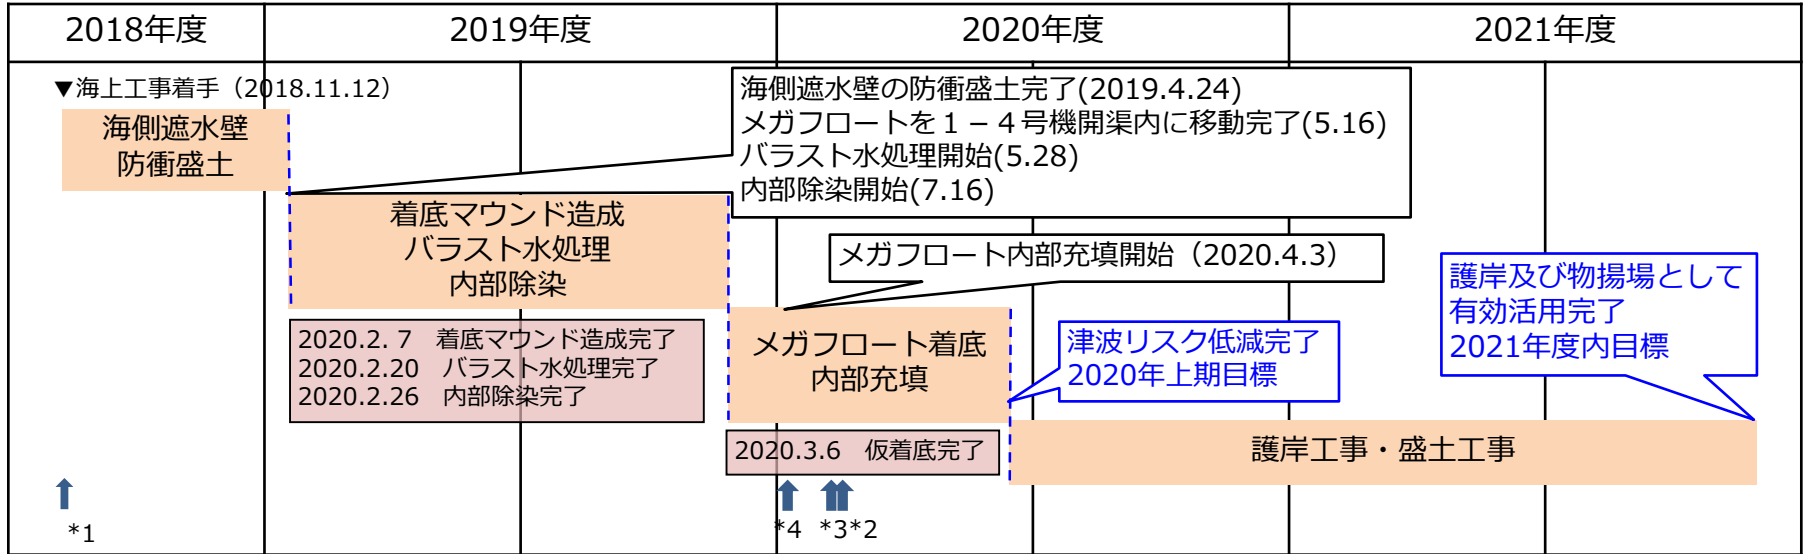 2018年度
2019年度
2020年度
2021年度
▼海上工事着手（2018.11.12）
海側遮水壁
防衝盛土
海側遮水壁の防衝盛土完了(2019.4.24)
メガフロートを１－４号機開渠内に移動完了(5.16)
バラスト水処理開始(5.28)
内部除染開始(7.16)
着底マウンド造成
バラスト水処理
内部除染
メガフロート内部充填開始（2020.4.3）
護岸及び物揚場として
有効活用完了
2021年度内目標
2020.2. 7　着底マウンド造成完了
2020.2.20　バラスト水処理完了
2020.2.26　内部除染完了
メガフロート着底
内部充填
津波リスク低減完了
2020年上期目標
2020.3.6　仮着底完了
護岸工事・盛土工事
*1
*4
*3*2